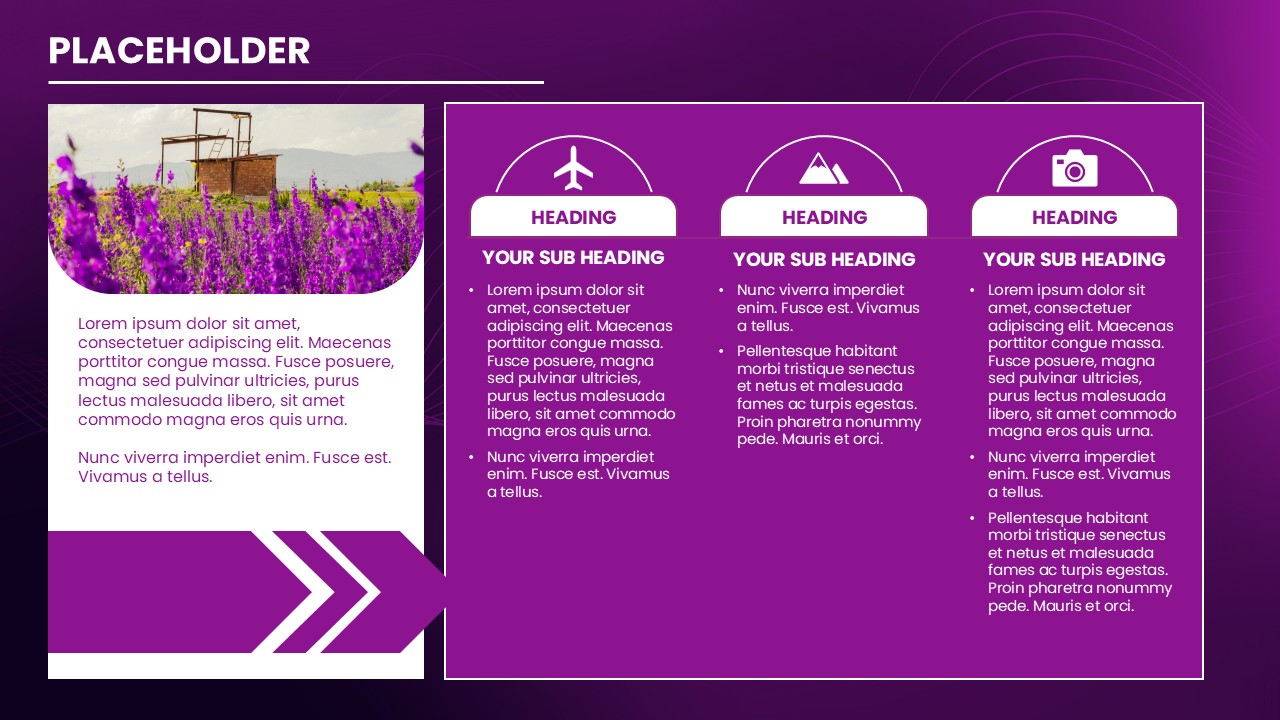 PLACEHOLDER
Lorem ipsum dolor sit amet,
consectetuer adipiscing elit. Maecenas
porttitor congue massa. Fusce posuere,
magna sed pulvinar ultricies, purus
lectus malesuada libero, sit amet
commodo magna eros quis urna.
Nunc viverra imperdiet enim. Fusce est.
Vivamus a tellus.
HEADING
YOUR SUB HEADING
• Lorem ipsum dolor sit
amet, consectetuer
adipiscing elit. Maecenas
porttitor congue massa.
Fusce posuere, magna
sed pulvinar ultricies,
purus lectus malesuada
libero, sit amet commodo
magna eros quis urna.
• Nunc viverra imperdiet
enim. Fusce est. Vivamus
a tellus.
HEADING
YOUR SUB HEADING
• Nunc viverra imperdiet
enim. Fusce est. Vivamus
a tellus.
• Pellentesque habitant
morbi tristique senectus
et netus et malesuada
fames ac turpis egestas.
Proin pharetra nonummy
pede. Mauris et orci.
HEADING
YOUR SUB HEADING
• Lorem ipsum dolor sit
amet, consectetuer
adipiscing elit. Maecenas
porttitor congue massa.
Fusce posuere, magna
sed pulvinar ultricies,
purus lectus malesuada
libero, sit amet commodo
magna eros quis urna.
• Nunc viverra imperdiet
enim. Fusce est. Vivamus
a tellus.
• Pellentesque habitant
morbi tristique senectus
et netus et malesuada
fames ac turpis egestas.
Proin pharetra nonummy
pede. Mauris et orci.